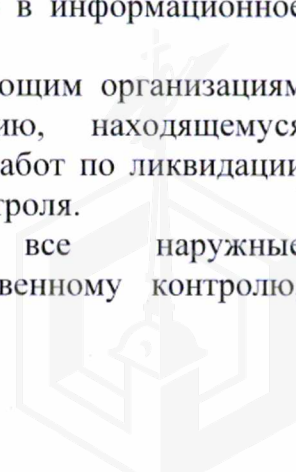 в информационное
ющим организациям
ию, находящемуся
абот по ликвидации
троля.
все наружные
венному контролю